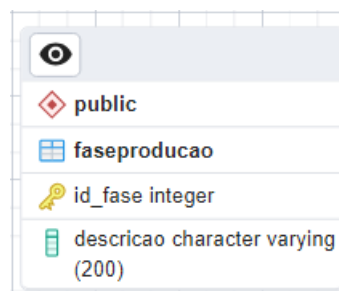 public
faseproducao
id_fase integer
descricao character varying
(200)